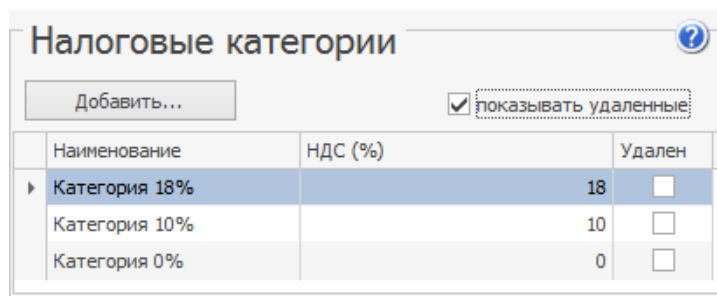 Налоговые категории ?
Добавить... показывать удаленные
Наименование НДС (%) Удален
Категория 18% 18
Категория 10% 10
Категория 0% 0